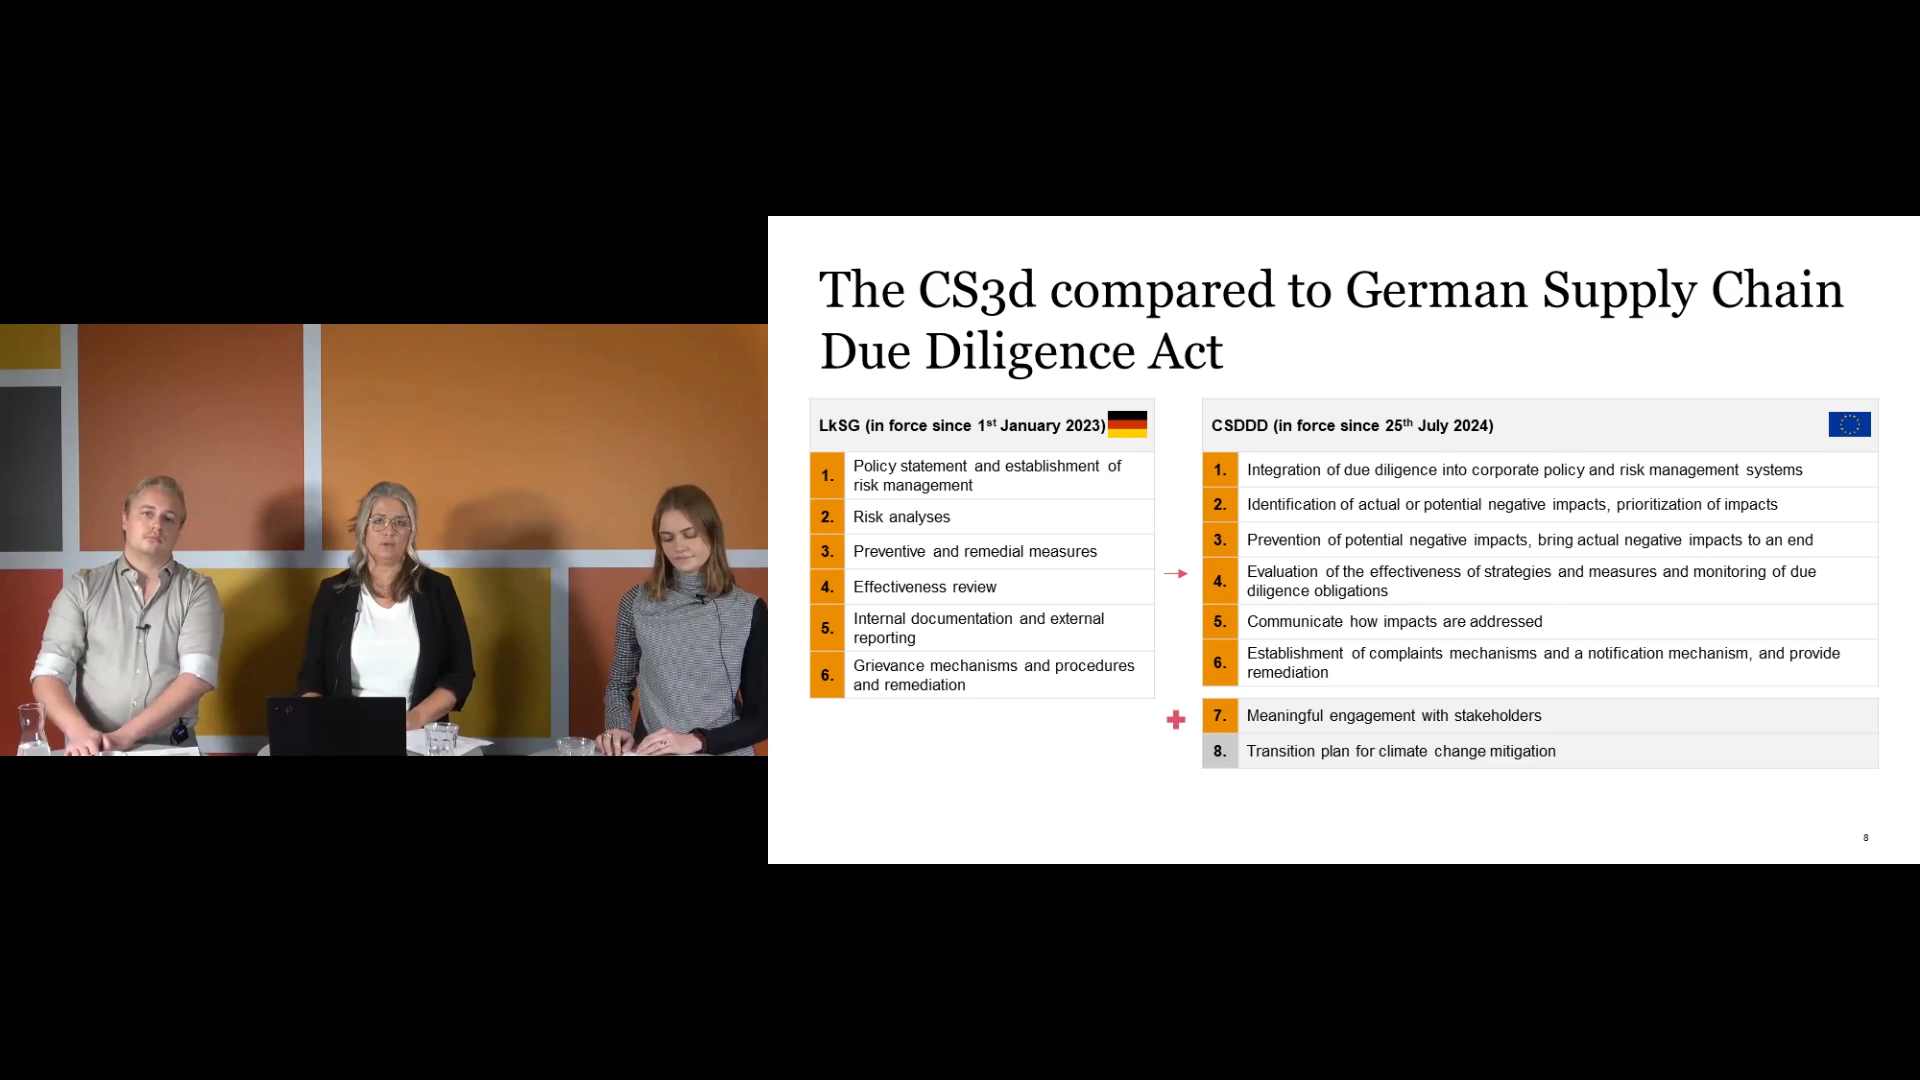 The CS3d compared to German Supply Chain
Due Diligence Act
LkSG (in force since 1st January 2023)
1. Policy statement and establishment of
risk management
2. Risk analyses
3. Preventive and remedial measures
4. Effectiveness review
5. Internal documentation and external
reporting
6. Grievance mechanisms and procedures
and remediation
CSDDD (in force since 25th July 2024)
1. Integration of due diligence into corporate policy and risk management systems
2. Identification of actual or potential negative impacts, prioritization of impacts
3. Prevention of potential negative impacts, bring actual negative impacts to an end
4. Evaluation of the effectiveness of strategies and measures and monitoring of due
diligence obligations
5. Communicate how impacts are addressed
6. Establishment of complaints mechanisms and a notification mechanism, and provide
remediation
7. Meaningful engagement with stakeholders
8. Transition plan for climate change mitigation
8